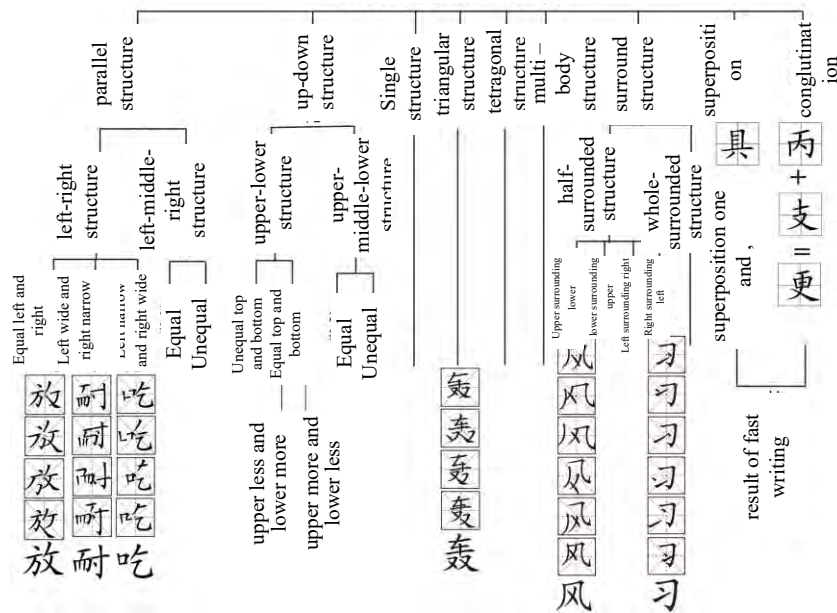 parallel
structure
up-down
structure
Single
structure
triangular
structure
tetragonal
structure
multi –
body
structure
surround
structure
superpositi
on
conglutinat
ion
left-right
structure
left-middle-
right
structure
upper-lower
structure
upper-
middle-lower
structure
half-
surrounded
structure
whole-
surrounded
structure
具
丙
+
支
=
更
superposition one
and ,
Equal left and
right
Left wide and
right narrow
Left narrow
and right wide
Equal
Unequal
Unequal top
and bottom
Equal top and
bottom
Equal
Unequal
Upper surrounding
lower
lower surrounding
upper
Left surrounding right
Right surrounding
left
upper less and
lower more
upper more and
lower less
result of fast
writing
放 耐 吃
放 耐 吃
放 耐 吃
放 耐 吃
放 耐 吃
轰
轰
轰
轰
轰
风 习
风 习
风 习
风 习
风 习
风 习
风 习